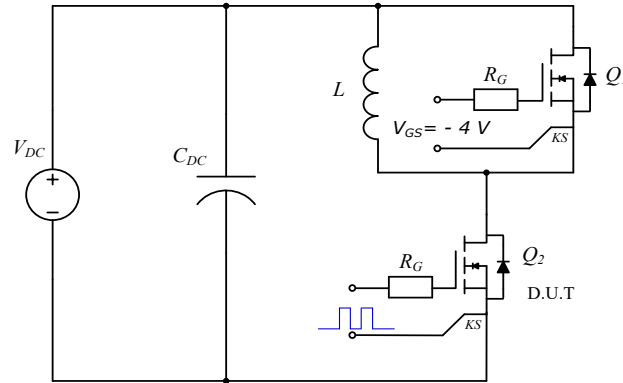 Q
R_G
L
V_GS = - 4 V
KS
V_DC
C_DC
+
−
Q_2
R_G
D.U.T
KS